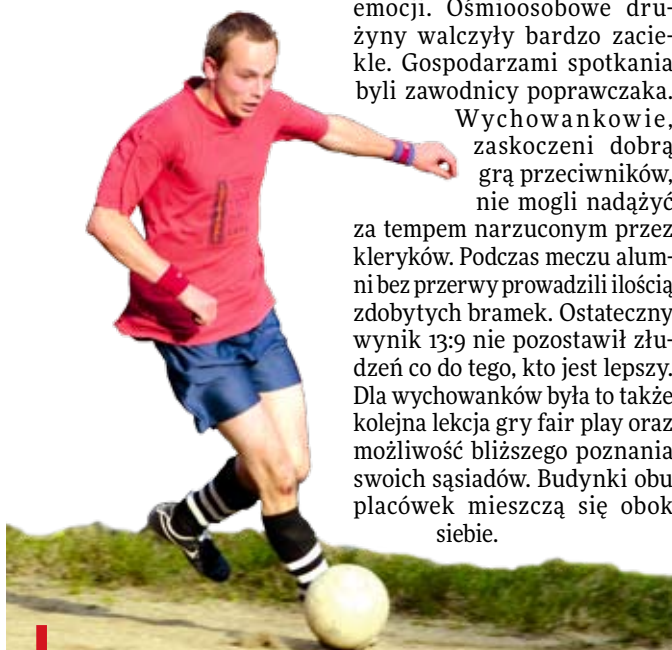 emocji. Ośmioosobowe dru-
żyny walczyły bardzo zacie-
kle. Gospodarzami spotkania
byli zawodnicy poprawczaka.
Wychowankowie,
zaskoczeni dobrą
grą przeciwników,
nie mogli nadążyć
za tempem narzuconym przez
kleryków. Podczas meczu alum-
ni bez przerwy prowadzili ilością
zdobytych bramek. Ostateczny
wynik 13:9 nie pozostawił złu-
dzeń co do tego, kto jest lepszy.
Dla wychowanków była to także
kolejna lekcja gry fair play oraz
możliwość bliższego poznania
swoich sąsiadów. Budynki obu
placówek mieszczą się obok
siebie.